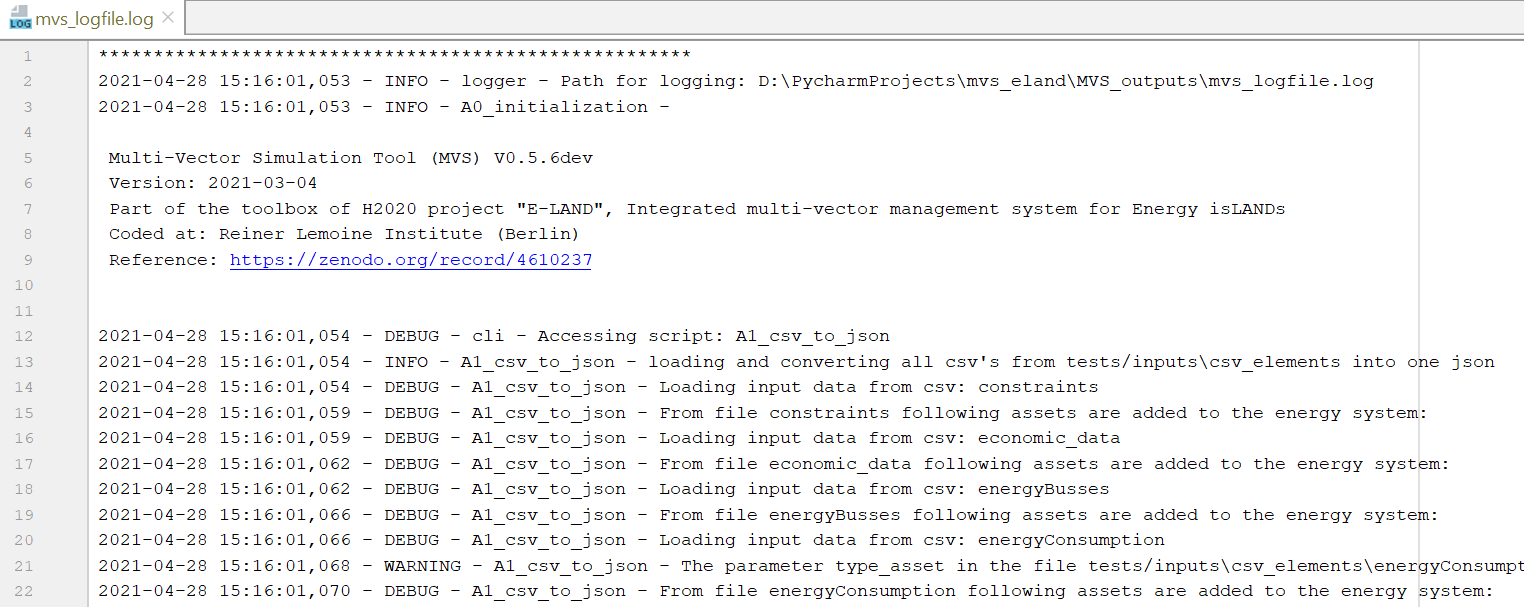 LOG mvs_logfile.log
1 ******************************************************
2 2021-04-28 15:16:01,053 - INFO - logger - Path for logging: D:\PycharmProjects\mvs_eland\MVS_outputs\mvs_logfile.log
3 2021-04-28 15:16:01,053 - INFO - A0_initialization -
4
5 Multi-Vector Simulation Tool (MVS) V0.5.6dev
6 Version: 2021-03-04
7 Part of the toolbox of H2020 project "E-LAND", Integrated multi-vector management system for Energy isLANDs
8 Coded at: Reiner Lemoine Institute (Berlin)
9 Reference: https://zenodo.org/record/4610237
10
11
12 2021-04-28 15:16:01,054 - DEBUG - cli - Accessing script: A1_csv_to_json
13 2021-04-28 15:16:01,054 - INFO - A1_csv_to_json - loading and converting all csv's from tests/inputs\csv_elements into one json
14 2021-04-28 15:16:01,054 - DEBUG - A1_csv_to_json - Loading input data from csv: constraints
15 2021-04-28 15:16:01,059 - DEBUG - A1_csv_to_json - From file constraints following assets are added to the energy system:
16 2021-04-28 15:16:01,059 - DEBUG - A1_csv_to_json - Loading input data from csv: economic_data
17 2021-04-28 15:16:01,062 - DEBUG - A1_csv_to_json - From file economic_data following assets are added to the energy system:
18 2021-04-28 15:16:01,062 - DEBUG - A1_csv_to_json - Loading input data from csv: energyBusses
19 2021-04-28 15:16:01,066 - DEBUG - A1_csv_to_json - From file energyBusses following assets are added to the energy system:
20 2021-04-28 15:16:01,066 - DEBUG - A1_csv_to_json - Loading input data from csv: energyConsumption
21 2021-04-28 15:16:01,068 - WARNING - A1_csv_to_json - The parameter type_asset in the file tests/inputs\csv_elements\energyConsumpt
22 2021-04-28 15:16:01,070 - DEBUG - A1_csv_to_json - From file energyConsumption following assets are added to the energy system: